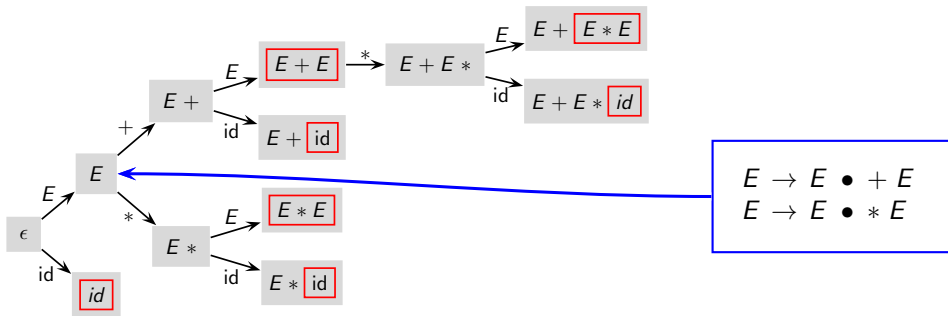 E
E + E * E
E
*
E + E
E + E *
E
id
E +
E + E * id
id
+
E + id
E
E → E • + E
E → E • * E
E
*
E
E * E
E *
ϵ
id
id
E * id
id